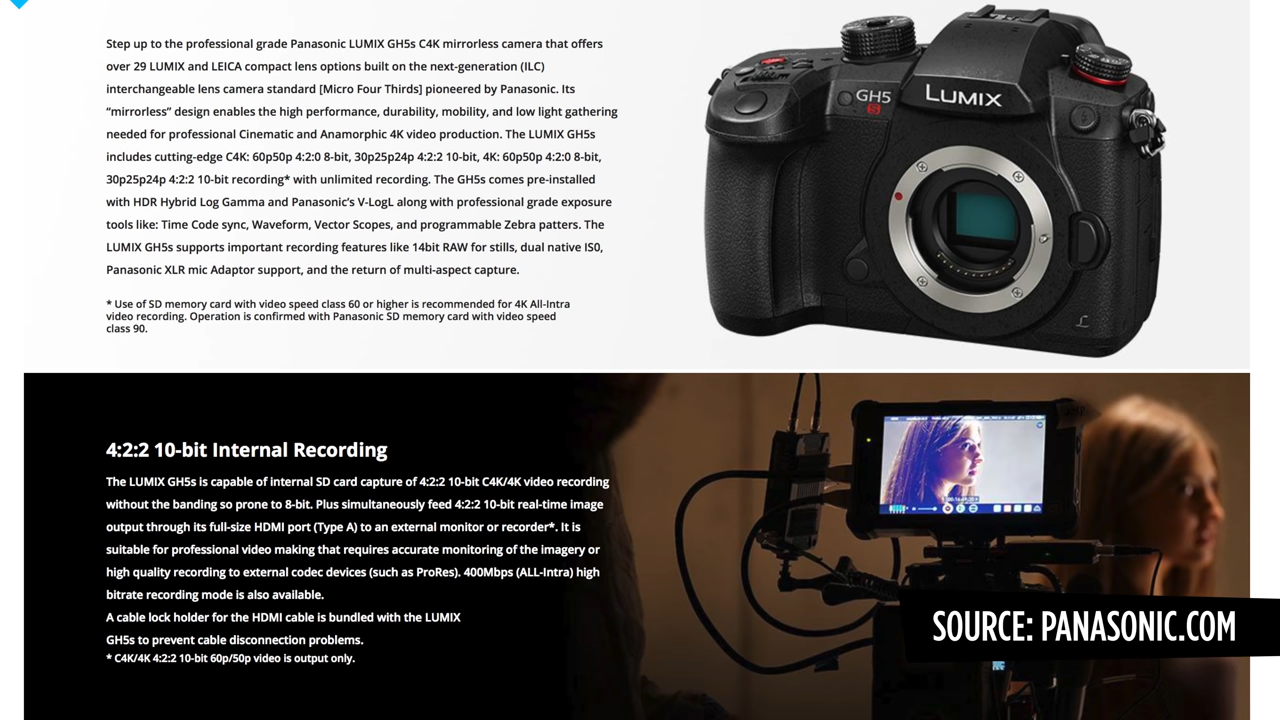 Step up to the professional grade Panasonic LUMIX GH5s C4K mirrorless camera that offers
over 29 LUMIX and LEICA compact lens options built on the next-generation (ILC)
interchangeable lens camera standard [Micro Four Thirds] pioneered by Panasonic. Its
“mirrorless” design enables the high performance, durability, mobility, and low light gathering
needed for professional Cinematic and Anamorphic 4K video production. The LUMIX GH5s
includes cutting-edge C4K: 60p50p 4:2:0 8-bit, 30p25p24p 4:2:2 10-bit, 4K: 60p50p 4:2:0 8-bit,
30p25p24p 4:2:2 10-bit recording* with unlimited recording. The GH5s comes pre-installed
with HDR Hybrid Log Gamma and Panasonic’s V-LogL along with professional grade exposure
tools like: Time Code sync, Waveform, Vector Scopes, and programmable Zebra patters. The
LUMIX GH5s supports important recording features like 14bit RAW for stills, dual native IS0,
Panasonic XLR mic Adaptor support, and the return of multi-aspect capture.
* Use of SD memory card with video speed class 60 or higher is recommended for 4K All-Intra
video recording. Operation is confirmed with Panasonic SD memory card with video speed
class 90.
GH5
S
LUMIX
L
4:2:2 10-bit Internal Recording
The LUMIX GH5s is capable of internal SD card capture of 4:2:2 10-bit C4K/4K video recording
without the banding so prone to 8-bit. Plus simultaneously feed 4:2:2 10-bit real-time image
output through its full-size HDMI port (Type A) to an external monitor or recorder*. It is
suitable for professional video making that requires accurate monitoring of the imagery or
high quality recording to external codec devices (such as ProRes). 400Mbps (ALL-Intra) high
bitrate recording mode is also available.
A cable lock holder for the HDMI cable is bundled with the LUMIX
GH5s to prevent cable disconnection problems.
* C4K/4K 4:2:2 10-bit 60p/50p video is output only.
SOURCE: PANASONIC.COM